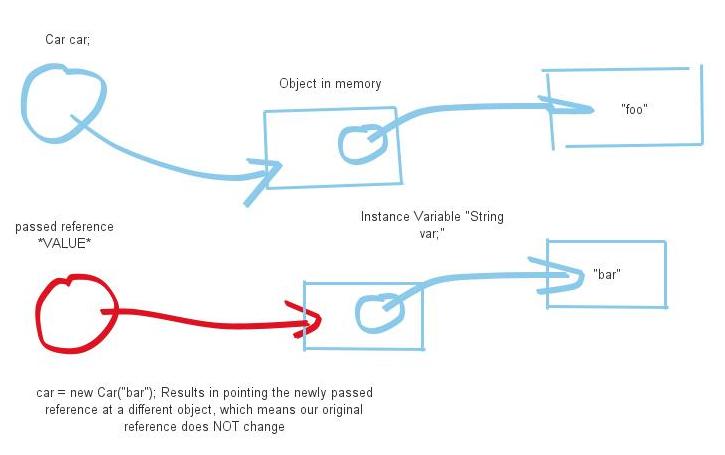 Car car;
Object in memory
"foo"
passed reference
*VALUE*
Instance Variable "String
var;"
"bar"
car = new Car("bar"); Results in pointing the newly passed
reference at a different object, which means our original
reference does NOT change